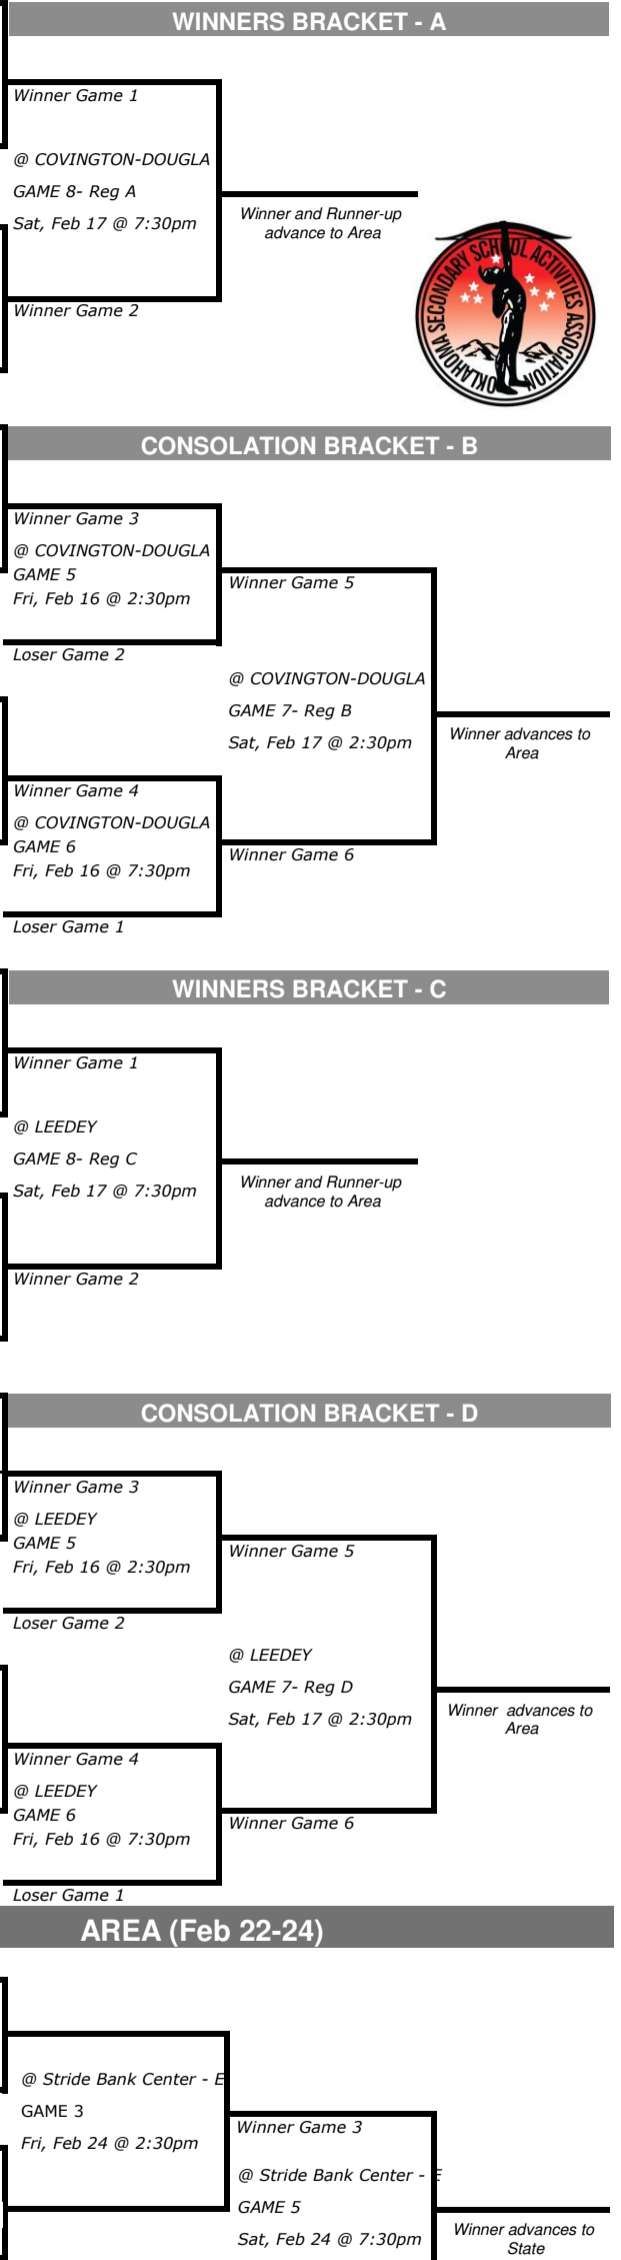 WINNERS BRACKET - A
Winner Game 1
@ COVINGTON-DOUGLA
GAME 8- Reg A
Sat, Feb 17 @ 7:30pm
Winner and Runner-up
advance to Area
Winner Game 2
OKLAHOMA SECONDARY SCHOOL ACTIVITIES ASSOCIATION
CONSOLATION BRACKET - B
Winner Game 3
@ COVINGTON-DOUGLA
GAME 5
Fri, Feb 16 @ 2:30pm
Loser Game 2
Winner Game 5
@ COVINGTON-DOUGLA
GAME 7- Reg B
Sat, Feb 17 @ 2:30pm
Winner advances to
Area
Winner Game 4
@ COVINGTON-DOUGLA
GAME 6
Fri, Feb 16 @ 7:30pm
Winner Game 6
Loser Game 1
WINNERS BRACKET - C
Winner Game 1
@ LEEDEY
GAME 8- Reg C
Sat, Feb 17 @ 7:30pm
Winner and Runner-up
advance to Area
Winner Game 2
CONSOLATION BRACKET - D
Winner Game 3
@ LEEDEY
GAME 5
Fri, Feb 16 @ 2:30pm
Loser Game 2
Winner Game 5
@ LEEDEY
GAME 7- Reg D
Sat, Feb 17 @ 2:30pm
Winner advances to
Area
Winner Game 4
@ LEEDEY
GAME 6
Fri, Feb 16 @ 7:30pm
Winner Game 6
Loser Game 1
AREA (Feb 22-24)
@ Stride Bank Center - E
GAME 3
Fri, Feb 24 @ 2:30pm
Winner Game 3
@ Stride Bank Center - E
GAME 5
Sat, Feb 24 @ 7:30pm
Winner advances to
State